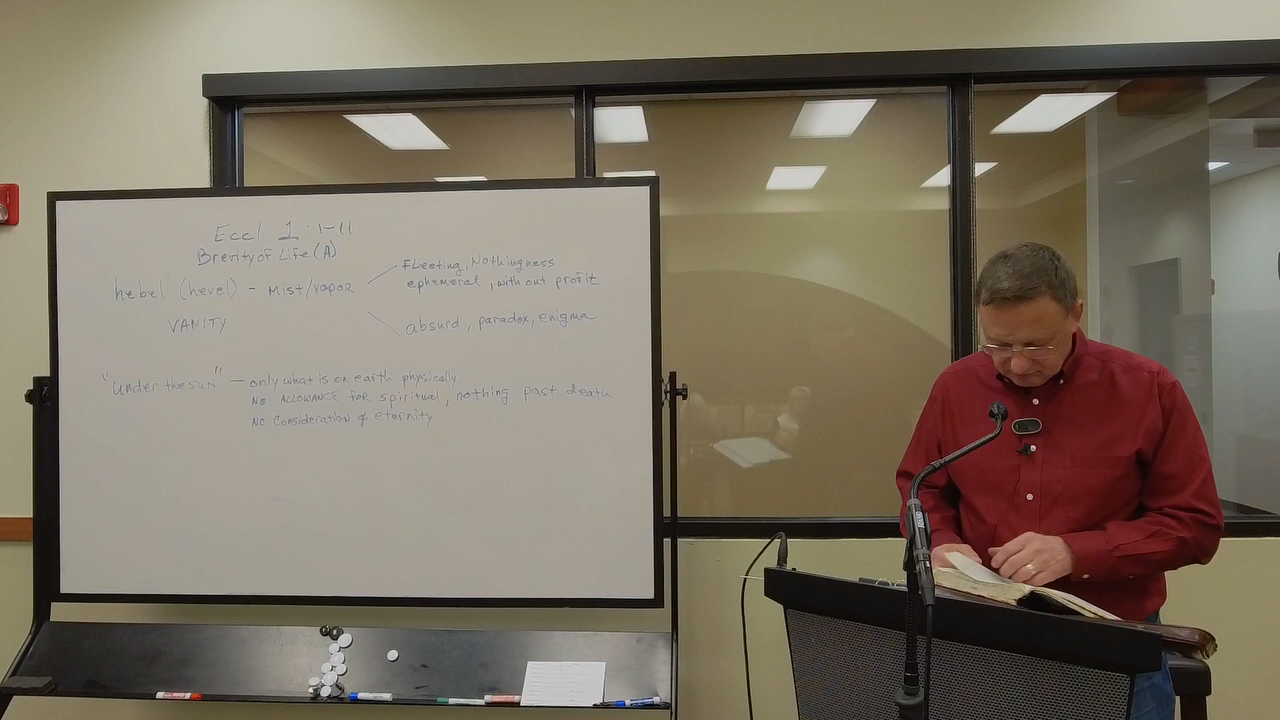 Eccl 1:1-11
Brevity of Life (A)
hebel (hevel) - Mist/vapor
Fleeting, Nothingness
ephemeral, without profit
VANITY
absurd, paradox, enigma
"Under the sun" - only what is on earth physically
No ALLOWANCE FOR spiritual, nothing past death
No Consideration of eternity